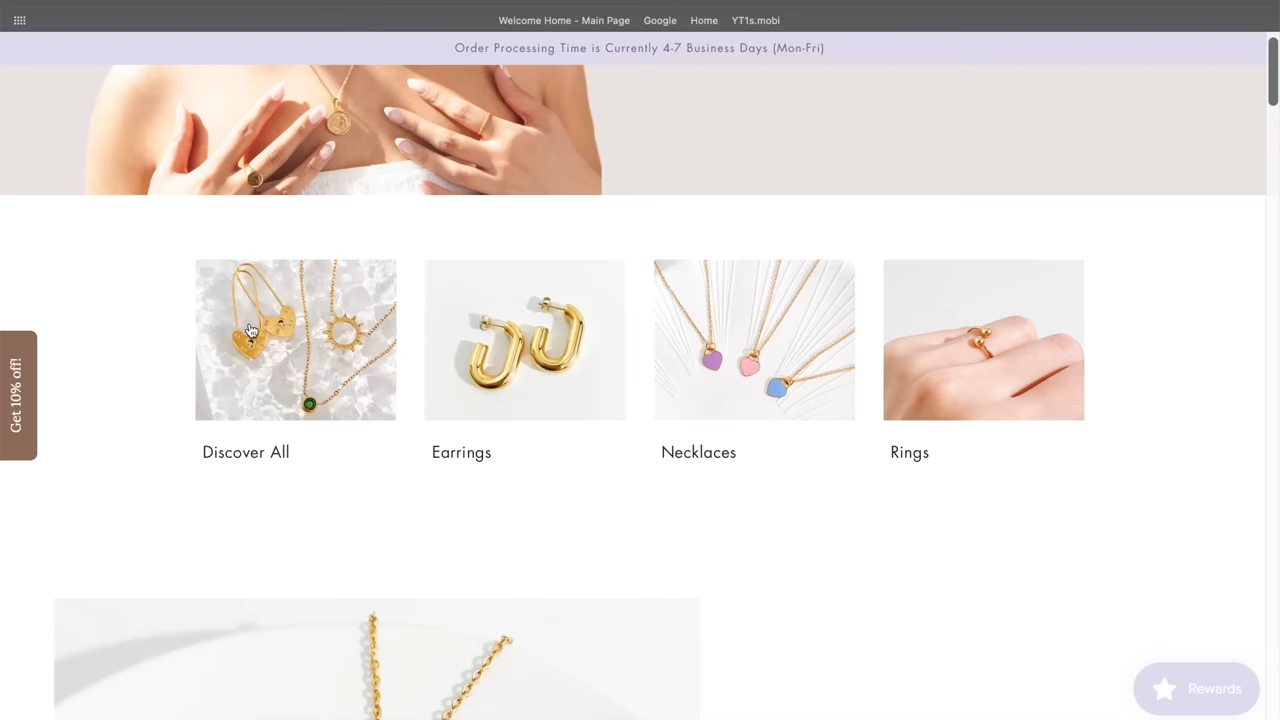 Welcome Home - Main Page Google Home YT1s.mobi
Order Processing Time is Currently 4-7 Business Days (Mon-Fri)
Get 10% off!
Discover All Earrings Necklaces Rings
Rewards